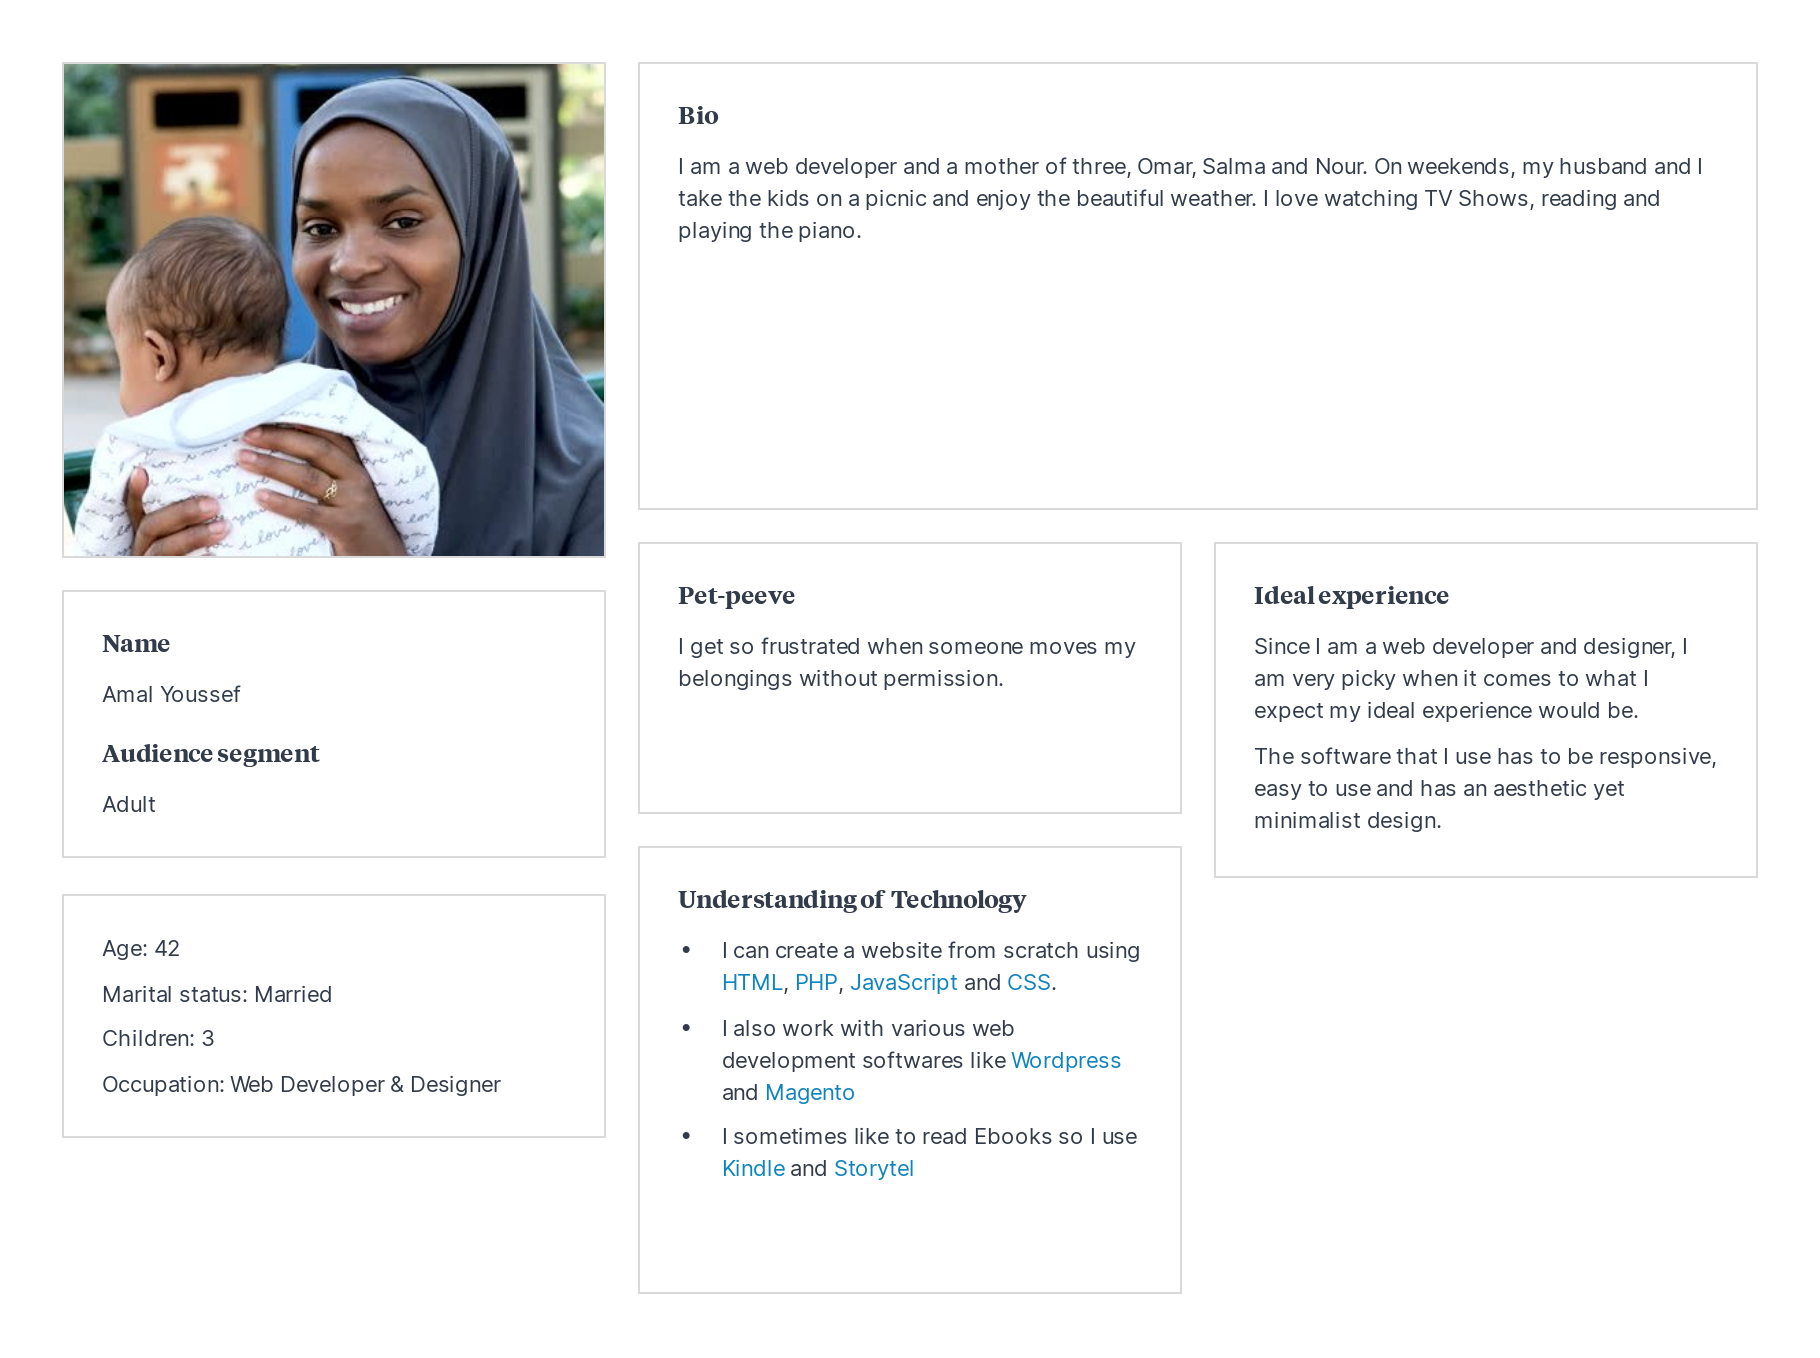 Bio
I am a web developer and a mother of three, Omar, Salma and Nour. On weekends, my husband and I
take the kids on a picnic and enjoy the beautiful weather. I love watching TV Shows, reading and
playing the piano.
Name
Amal Youssef
Audience segment
Adult
Age: 42
Marital status: Married
Children: 3
Occupation: Web Developer & Designer
Pet-peeve
I get so frustrated when someone moves my
belongings without permission.
Understanding of Technology
• I can create a website from scratch using
HTML, PHP, JavaScript and CSS.
• I also work with various web
development softwares like Wordpress
and Magento
• I sometimes like to read Ebooks so I use
Kindle and Storytel
Ideal experience
Since I am a web developer and designer, I
am very picky when it comes to what I
expect my ideal experience would be.
The software that I use has to be responsive,
easy to use and has an aesthetic yet
minimalist design.